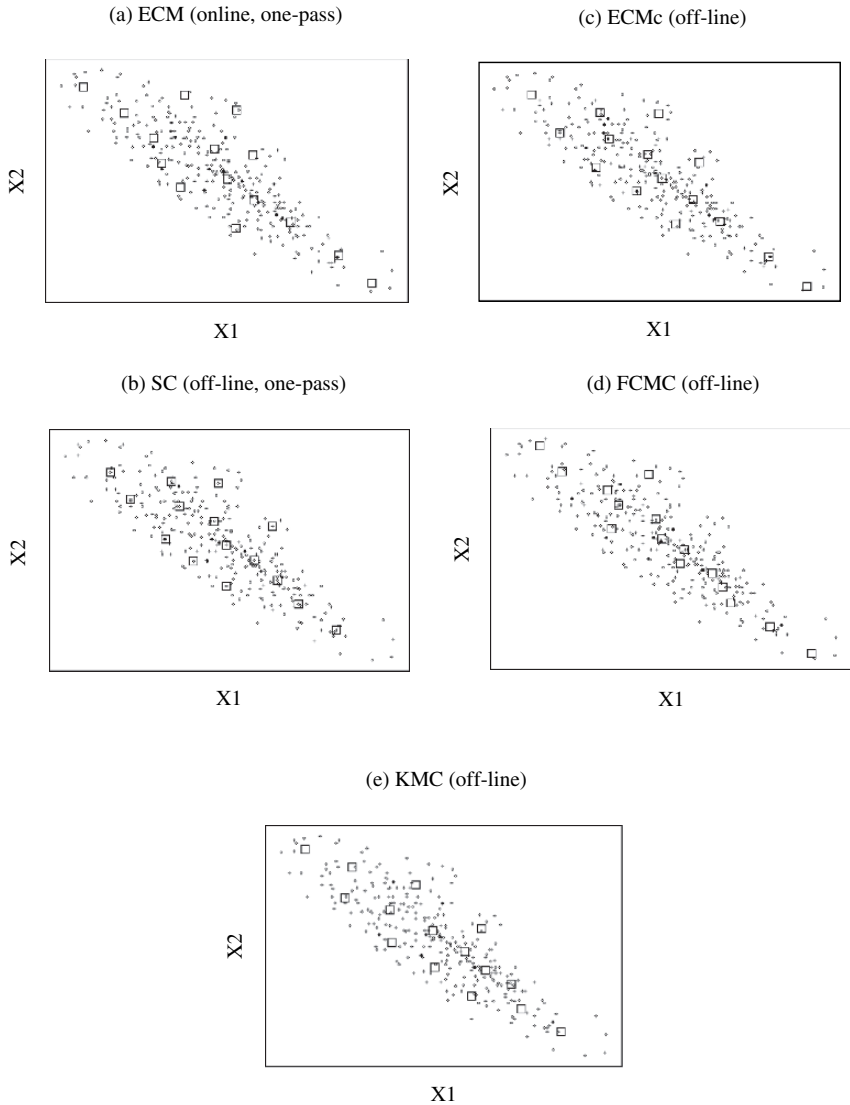 (a) ECM (online, one-pass)
X2
X1
(c) ECMc (off-line)
X2
X1
(b) SC (off-line, one-pass)
X2
X1
(d) FCMC (off-line)
X2
X1
(e) KMC (off-line)
X2
X1